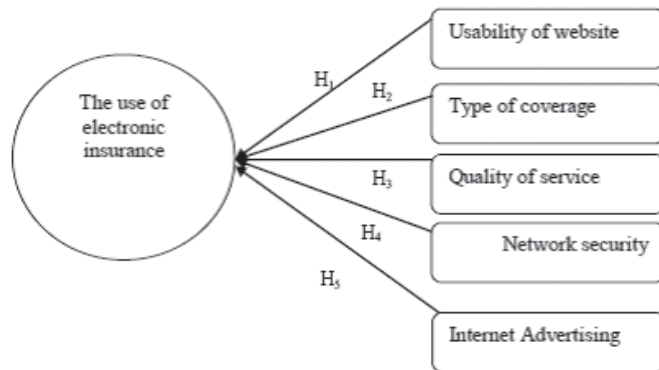 The use of
electronic
insurance
H₁
H₂
H₃
H₄
H₅
Usability of website
Type of coverage
Quality of service
Network security
Internet Advertising